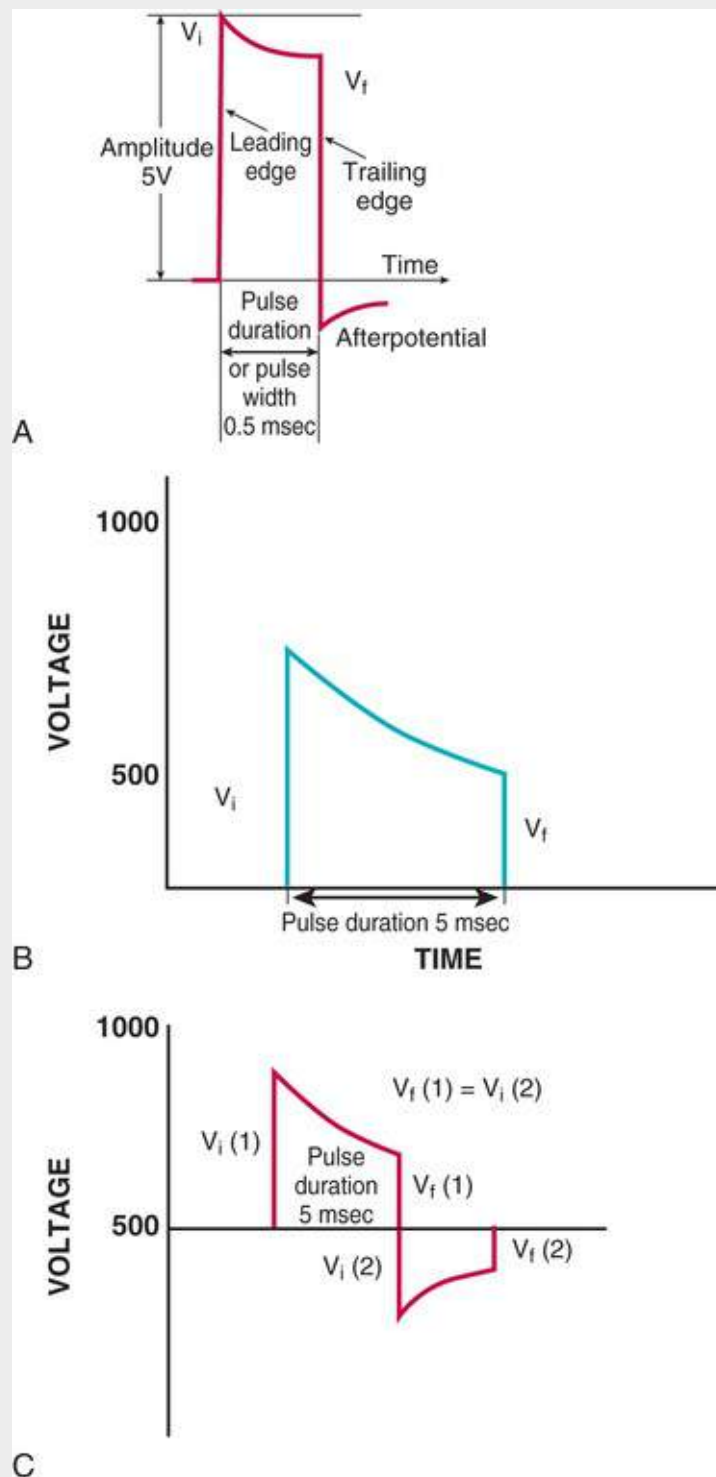 Vi
Vf
Amplitude
5V
Leading
edge
Trailing
edge
Time
Pulse
duration
or pulse
width
0.5 msec
Afterpotential
A
1000
VOLTAGE
500
Vi
Vf
Pulse duration 5 msec
TIME
B
1000
Vf (1) = Vi (2)
Vi (1)
Pulse
duration
5 msec
Vf (1)
VOLTAGE
500
Vi (2)
Vf (2)
C